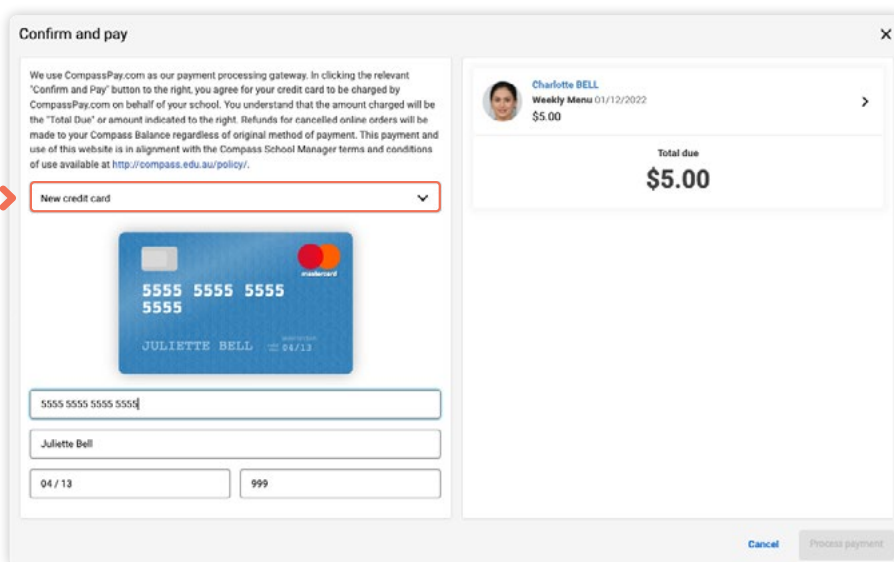 Confirm and pay
We use CompassPay.com as our payment processing gateway. In clicking the relevant
"Confirm and Pay" button to the right, you agree for your credit card to be charged by
CompassPay.com on behalf of your school. You understand that the amount charged will be
the "Total Due" or amount indicated to the right. Refunds for cancelled online orders will be
made to your Compass Balance regardless of original method of payment. This payment and
use of this website is in alignment with the Compass School Manager terms and conditions
of use available at http://compass.edu.au/policy/.
New credit card
mastercard
5555 5555 5555
5555
JULIETTE BELL
04/13
5555 5555 5555 5555
Juliette Bell
04 / 13
999
Charlotte BELL
Weekly Menu 01/12/2022
$5.00
Total due
$5.00
Cancel
Process payment